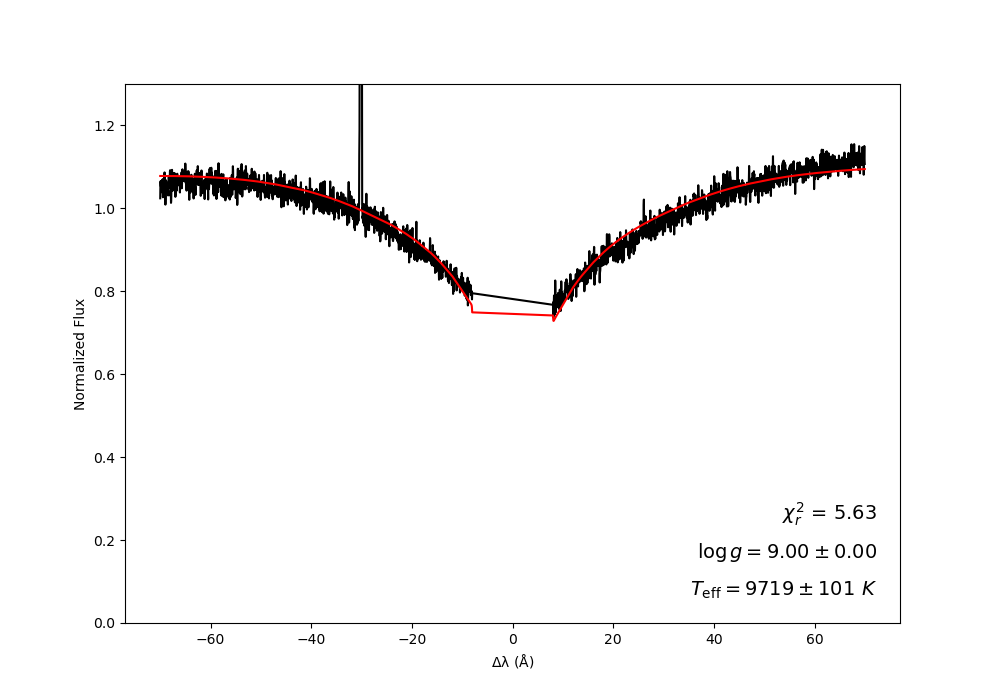 1.2
1.0
0.8
0.6
0.4
0.2
0.0
Normalized Flux
χ²ᵣ = 5.63
log g = 9.00 ± 0.00
T_eff = 9719 ± 101 K
−60 −40 −20 0 20 40 60
Δλ (Å)